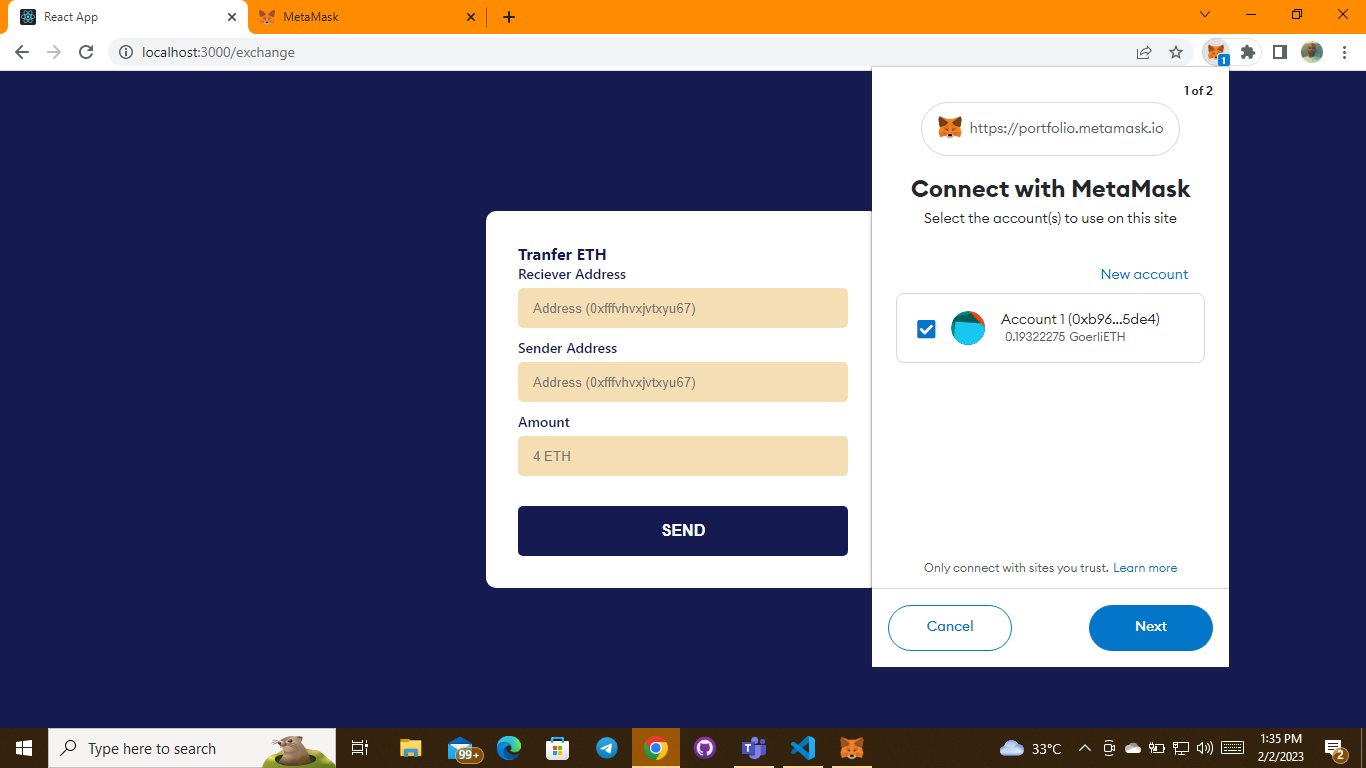 React App
MetaMask
localhost:3000/exchange
1
1 of 2
https://portfolio.metamask.io
Connect with MetaMask
Select the account(s) to use on this site
New account
Account 1 (0xb96...5de4)
0.19322275 GoerliETH
Only connect with sites you trust. Learn more
Cancel
Next
Tranfer ETH
Reciever Address
Address (0xfffvhvxjvtxyu67)
Sender Address
Address (0xfffvhvxjvtxyu67)
Amount
4 ETH
SEND
Type here to search
99+
33°C
1:35 PM
2/2/2023
2